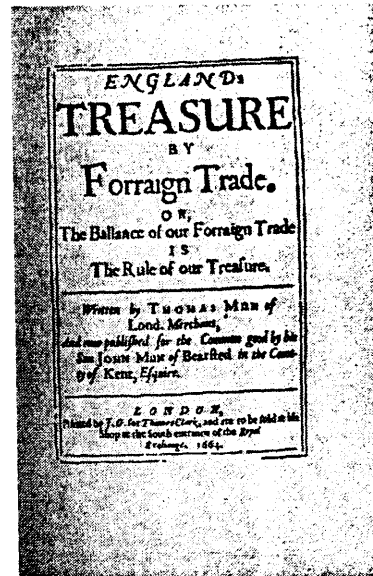 ENGLANDS
TREASURE
BY
Forraign Trade.
OR,
The Ballance of our Forraign Trade
IS
The Rule of our Treasure.
Written by THOMAS MUN of
Lond. Merchant,
And now published for the Common good by his
Son JOHN MUN of Bearsted in the Coun-
ty of Kent, Esquire.
LONDON,
Printed by J.G. for Thomas Clark, and are to be sold at his
Shop at the South entrance of the Royal
Exchange. 1664.